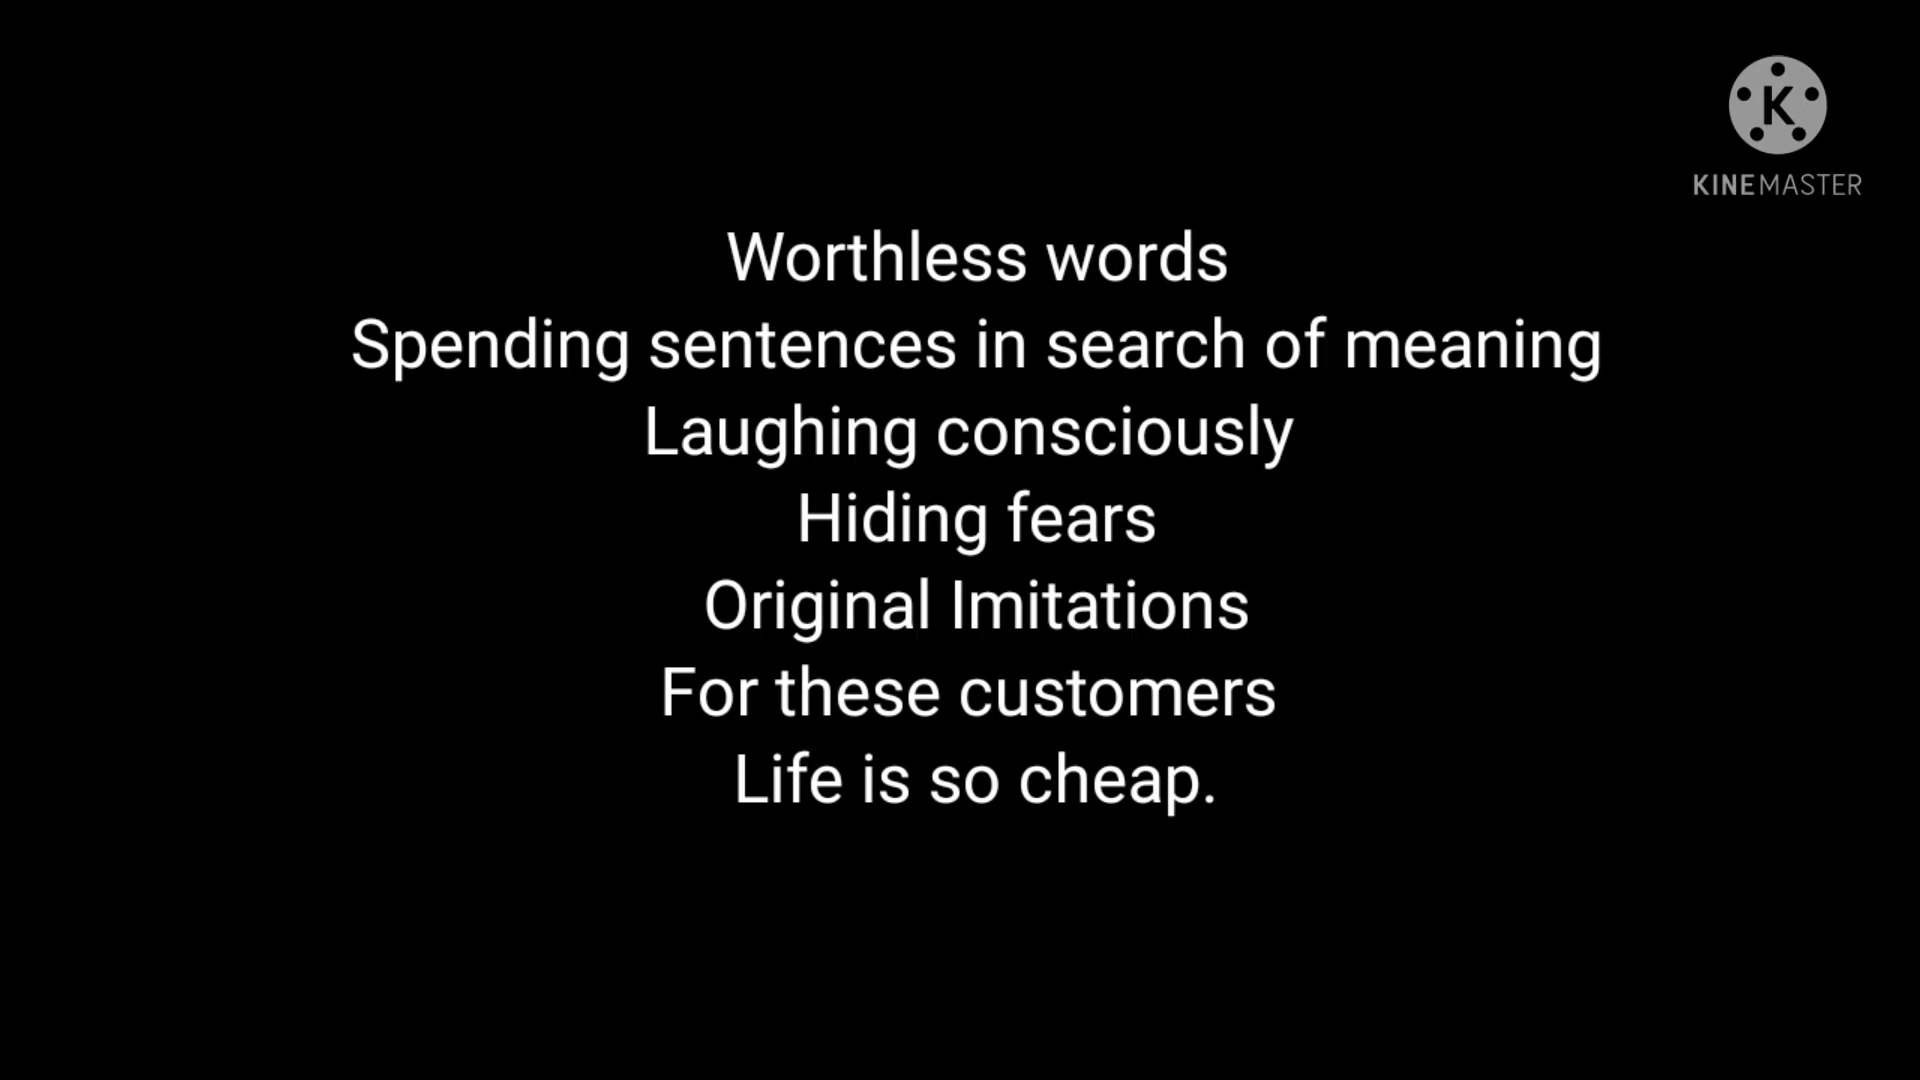 K
KINEMASTER
Worthless words
Spending sentences in search of meaning
Laughing consciously
Hiding fears
Original Imitations
For these customers
Life is so cheap.